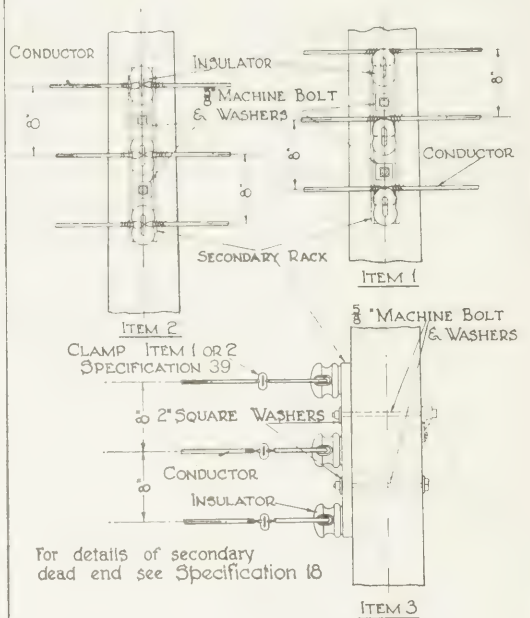 CONDUCTOR
INSULATOR
5/8" MACHINE BOLT
& WASHERS
8"
8"
SECONDARY RACK
ITEM 2
8"
8"
CONDUCTOR
ITEM 1
5/8" MACHINE BOLT
& WASHERS
CLAMP ITEM 1 OR 2
SPECIFICATION 39
2" SQUARE WASHERS
8"
8"
CONDUCTOR
INSULATOR
For details of secondary
dead end see Specification 18
ITEM 3